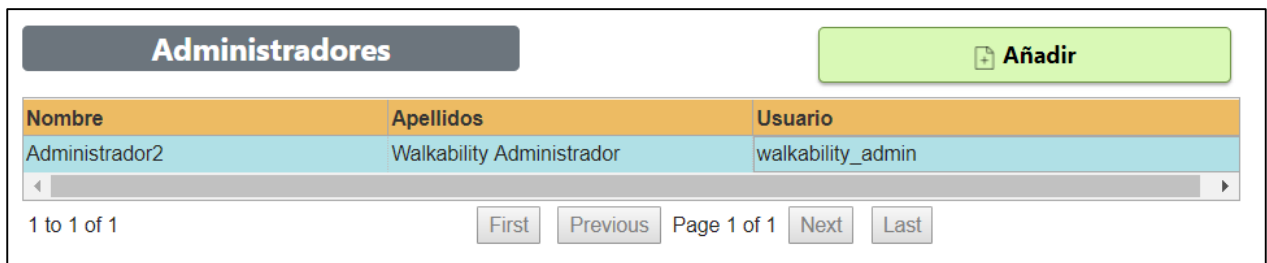 Administradores
Añadir
Nombre Apellidos Usuario
Administrador2 Walkability Administrador walkability_admin
1 to 1 of 1 First Previous Page 1 of 1 Next Last